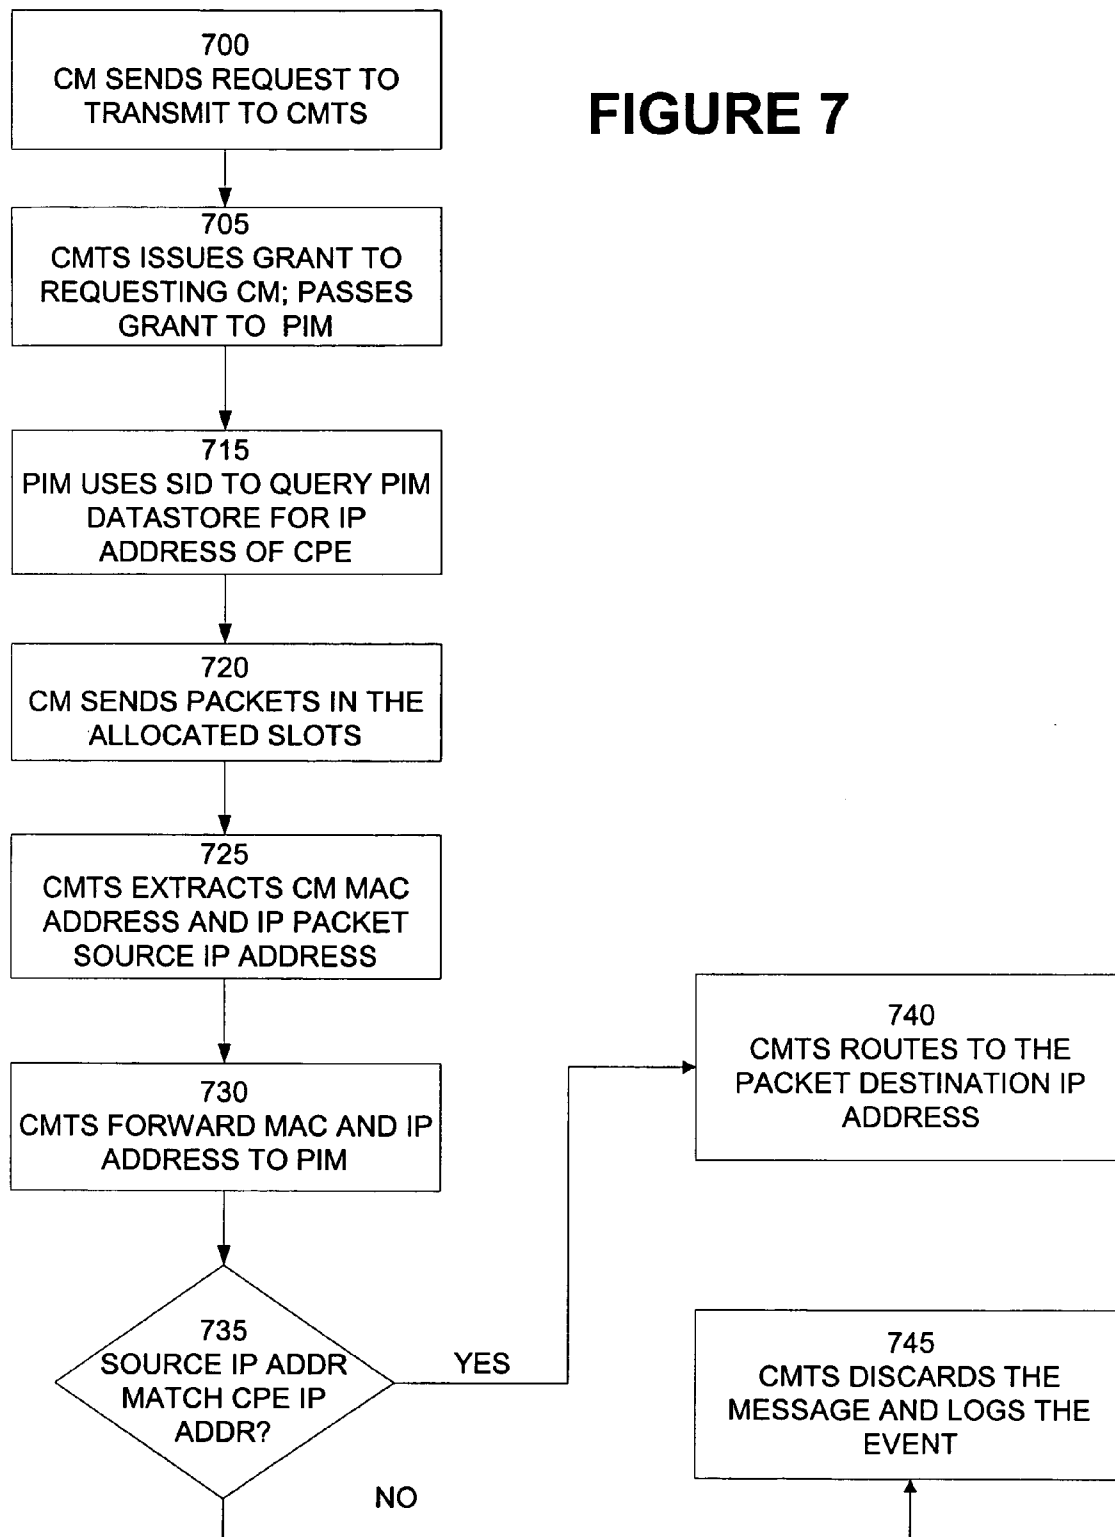 700
CM SENDS REQUEST TO
TRANSMIT TO CMTS
FIGURE 7
705
CMTS ISSUES GRANT TO
REQUESTING CM; PASSES
GRANT TO PIM
715
PIM USES SID TO QUERY PIM
DATASTORE FOR IP
ADDRESS OF CPE
720
CM SENDS PACKETS IN THE
ALLOCATED SLOTS
725
CMTS EXTRACTS CM MAC
ADDRESS AND IP PACKET
SOURCE IP ADDRESS
730
CMTS FORWARD MAC AND IP
ADDRESS TO PIM
735
SOURCE IP ADDR
MATCH CPE IP
ADDR?
YES
NO
740
CMTS ROUTES TO THE
PACKET DESTINATION IP
ADDRESS
745
CMTS DISCARDS THE
MESSAGE AND LOGS THE
EVENT